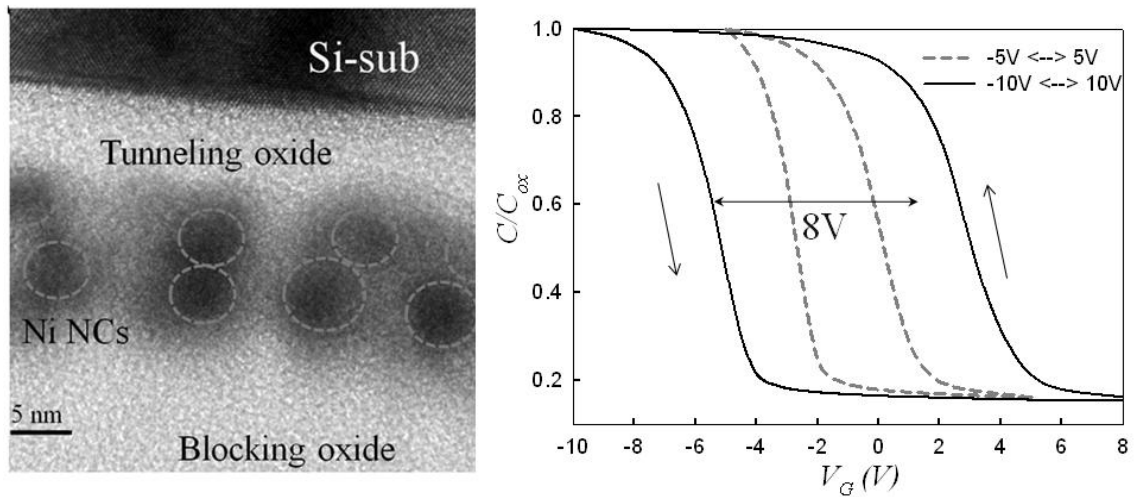 Si-sub
Tunneling oxide
Ni NCs
5 nm
Blocking oxide
1.0
0.8
0.6
0.4
0.2
C/Cox
-5V <--> 5V
-10V <--> 10V
8V
-10 -8 -6 -4 -2 0 2 4 6 8
VG (V)